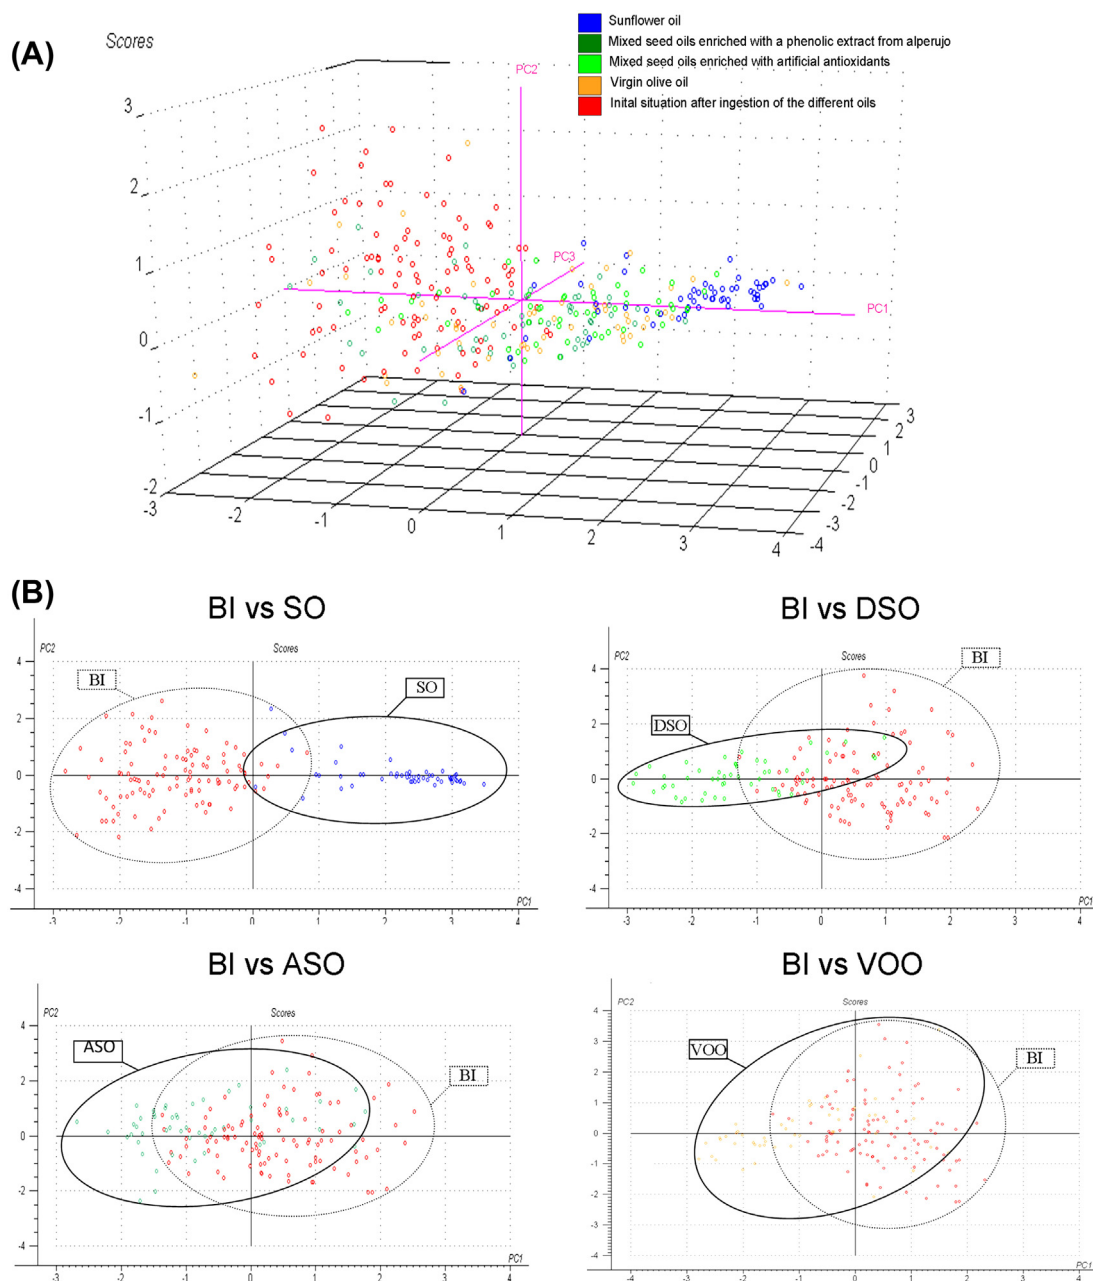 (A)
Scores
Sunflower oil
Mixed seed oils enriched with a phenolic extract from alperujo
Mixed seed oils enriched with artificial antioxidants
Virgin olive oil
Inital situation after ingestion of the different oils
PC2
PC3
PC1
3
2
1
0
-1
-2
-3
-2
-1
0
1
2
3
4
3
2
1
0
-1
-2
-3
-4
(B)
BI vs SO
PC2
Scores
BI
SO
4
2
0
-2
-4
-3
-2
-1
0
1
2
3
4
PC1
BI vs DSO
PC2
Scores
BI
DSO
4
2
0
-2
-4
-3
-2
-1
0
1
2
3
4
PC1
BI vs ASO
PC2
Scores
ASO
BI
4
2
0
-2
-4
-3
-2
-1
0
1
2
3
4
PC1
BI vs VOO
PC2
Scores
VOO
BI
4
3
2
1
0
-1
-2
-3
-4
-4
-3
-2
-1
0
1
2
3
4
PC1